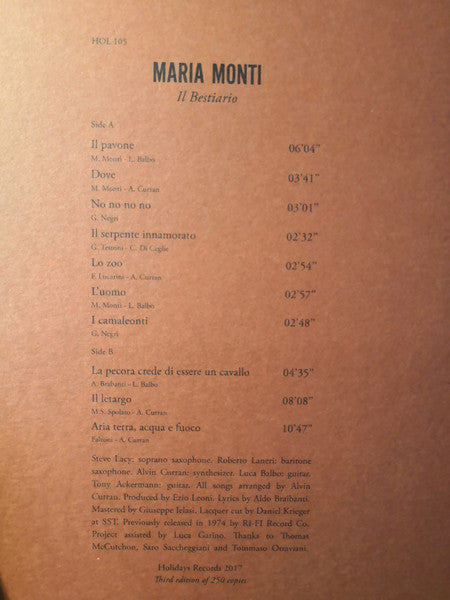 HOL 105
MARIA MONTI
Il Bestiario
Side A
Il pavone 06'04"
M. Monti - L. Balbo
Dove 03'41"
M. Monti - A. Curran
No no no no 03'01"
G. Negri
Il serpente innamorato 02'32"
G. Testoni - C. Di Ceglie
Lo zoo 02'54"
F. Lucarini - A. Curran
L'uomo 02'57"
M. Monti - L. Balbo
I camaleonti 02'48"
G. Negri
Side B
La pecora crede di essere un cavallo 04'35"
A. Braibanti - L. Balbo
Il letargo 08'08"
M.S. Spolato - A. Curran
Aria terra, acqua e fuoco 10'47"
Falzoni - A. Curran
Steve Lacy: soprano saxophone. Roberto Laneri: baritone
saxophone. Alvin Curran: synthesizer. Luca Balbo: guitar.
Tony Ackermann: guitar. All songs arranged by Alvin
Curran. Produced by Ezio Leoni. Lyrics by Aldo Braibanti.
Mastered by Giuseppe Ielasi. Lacquer cut by Daniel Krieger
at SST. Previously released in 1974 by RI-FI Record Co.
Project assisted by Luca Garino. Thanks to Thomas
McCutchon, Saro Saccheggiani and Tommaso Ottaviani.
Holidays Records 2017
Third edition of 250 copies